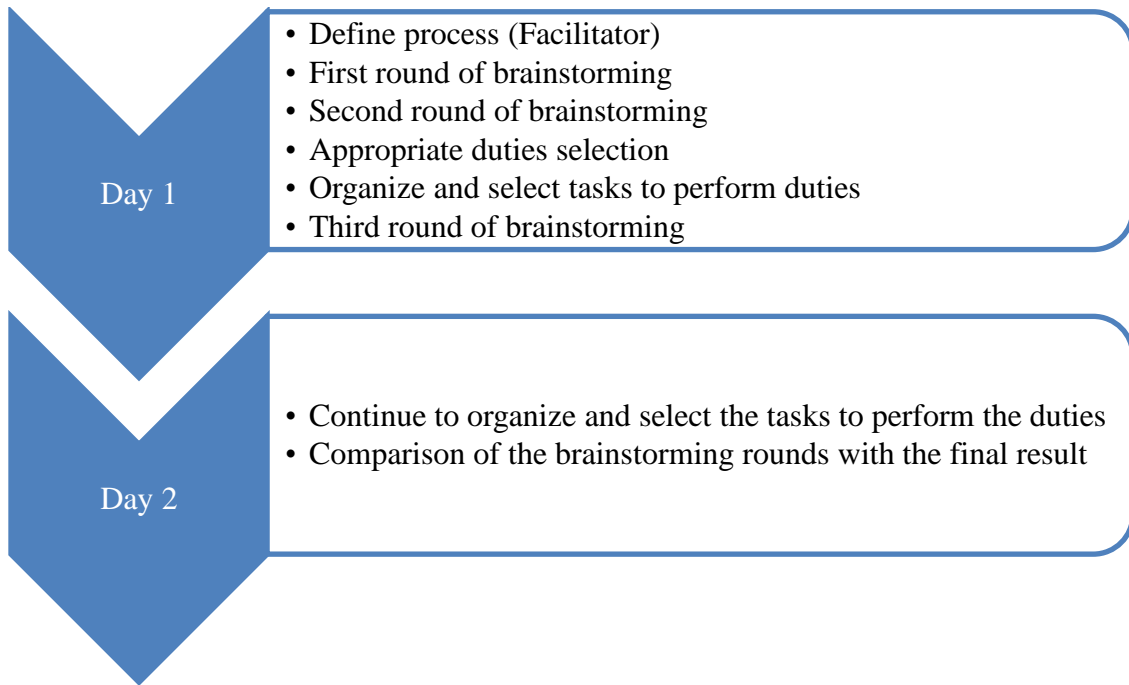 Day 1
• Define process (Facilitator)
• First round of brainstorming
• Second round of brainstorming
• Appropriate duties selection
• Organize and select tasks to perform duties
• Third round of brainstorming
Day 2
• Continue to organize and select the tasks to perform the duties
• Comparison of the brainstorming rounds with the final result